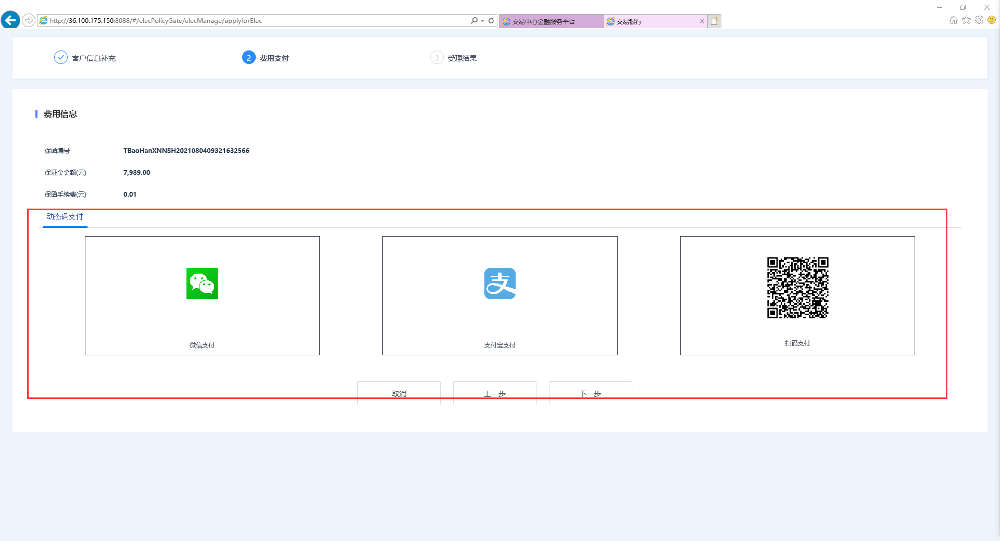 http://36.100.175.150:8088/#/elecPolicyGate/elecManage/applyforElec
交易中心金融服务平台
交易银行
客户信息补充
2 费用支付
3 受理结果
费用信息
保函编号 TBaoHanXNNSH2021080409321632566
保证金金额(元) 7,989.00
保函手续费(元) 0.01
动态码支付
支
微信支付
支付宝支付
扫码支付
取消
上一步
下一步